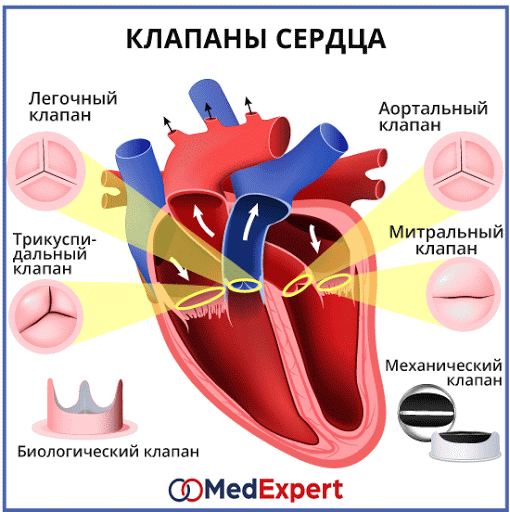 КЛАПАНЫ СЕРДЦА
Легочный
клапан
Аортальный
клапан
Трикуспи-
дальный
клапан
Митральный
клапан
Механический
клапан
Биологический клапан
MedExpert